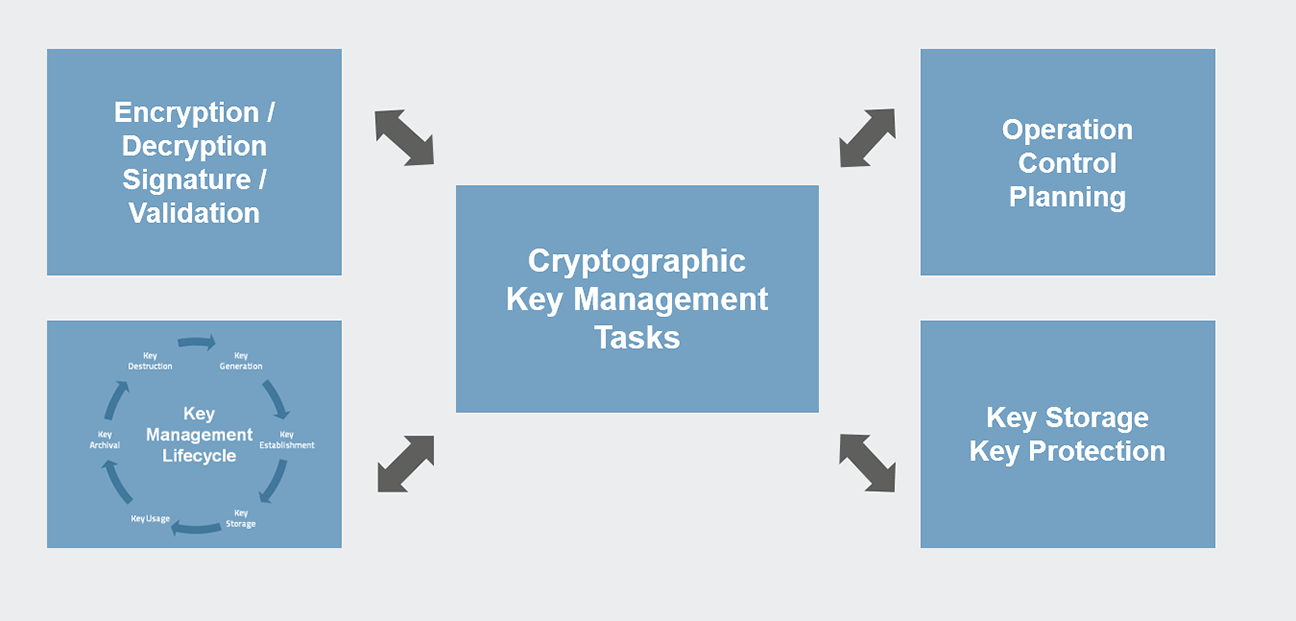 Encryption /
Decryption
Signature /
Validation
Operation
Control
Planning
Cryptographic
Key Management
Tasks
Key
Destruction
Key
Generation
Key
Archival
Key
Management
Lifecycle
Key
Establishment
Key Usage
Key
Storage
Key Storage
Key Protection